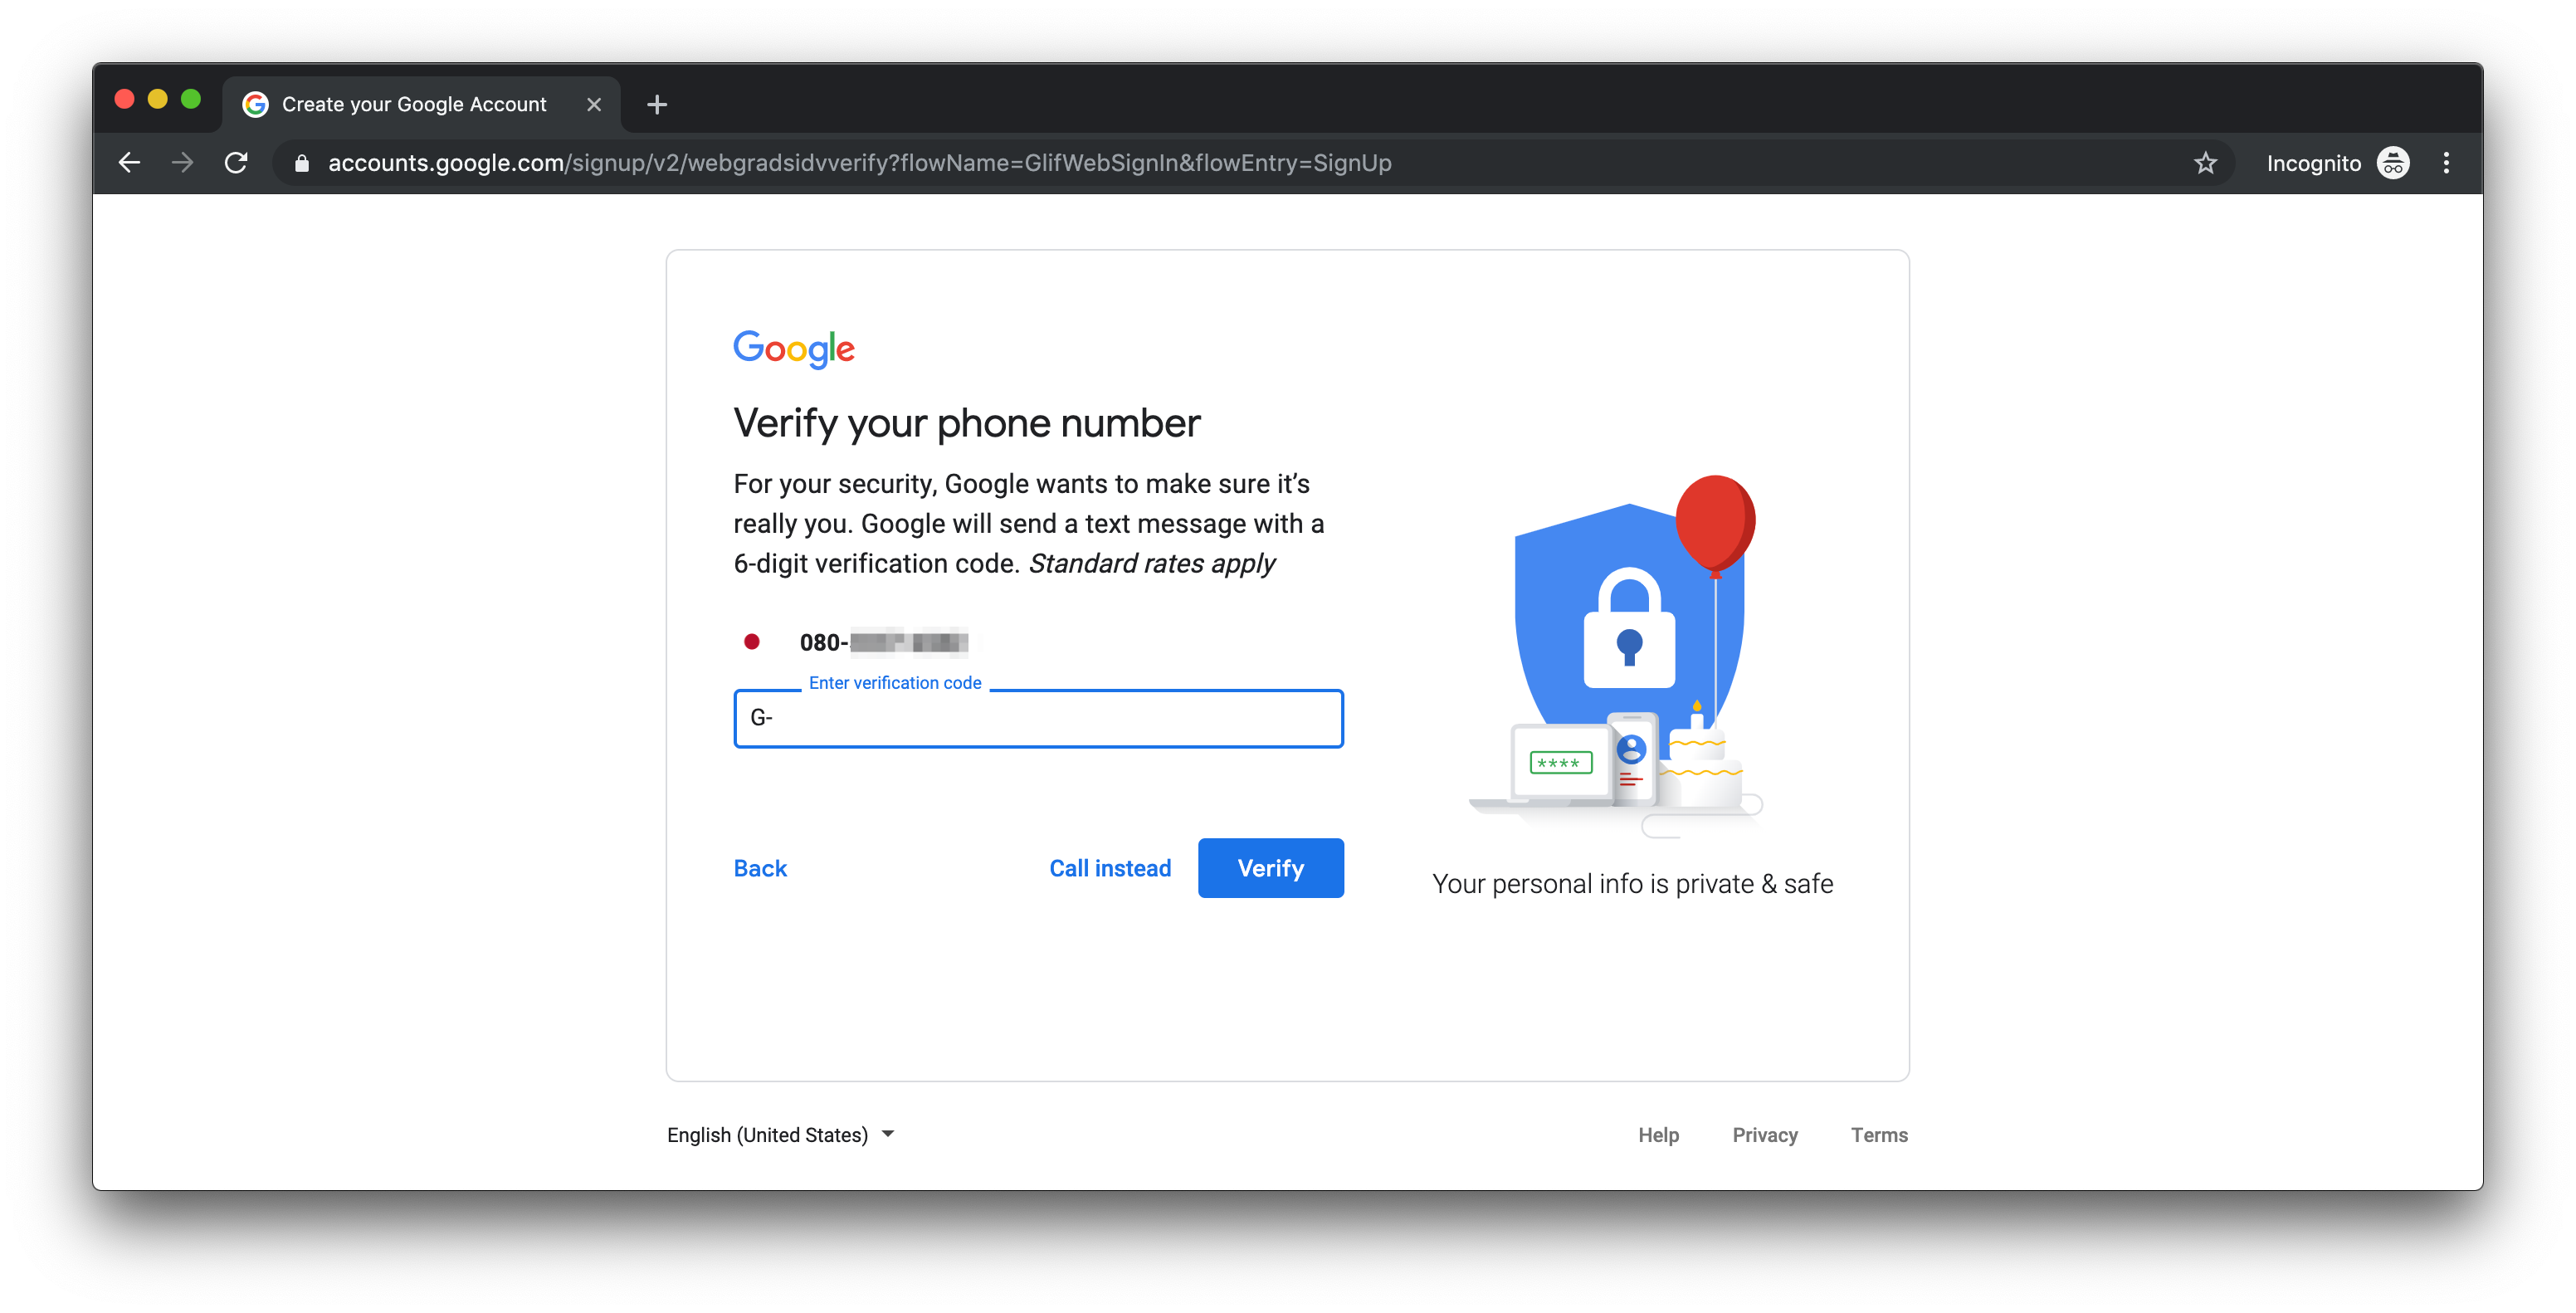 Create your Google Account
accounts.google.com/signup/v2/webgradsidvverify?flowName=GlifWebSignIn&flowEntry=SignUp
Incognito
Google
Verify your phone number
For your security, Google wants to make sure it’s
really you. Google will send a text message with a
6-digit verification code. Standard rates apply
080-
Enter verification code
G-
****
Back
Call instead
Verify
Your personal info is private & safe
English (United States)
Help
Privacy
Terms